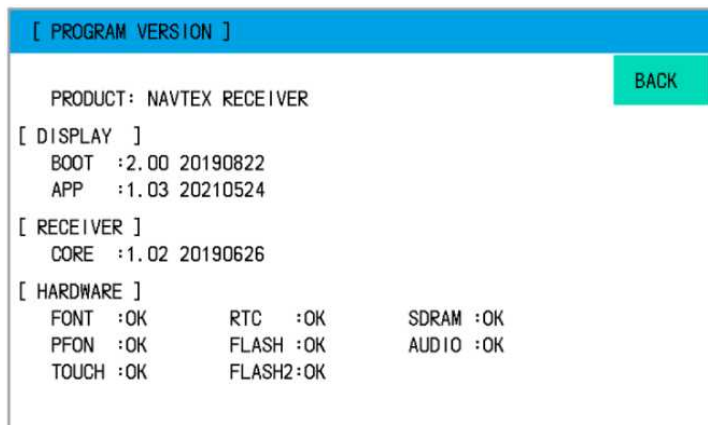 [ PROGRAM VERSION ]
BACK
PRODUCT: NAVTEX RECEIVER
[ DISPLAY  ]
BOOT  :2.00 20190822
APP   :1.03 20210524
[ RECEIVER ]
CORE  :1.02 20190626
[ HARDWARE ]
FONT  :OK  RTC   :OK  SDRAM :OK
PFON  :OK  FLASH :OK  AUDIO :OK
TOUCH :OK  FLASH2:OK